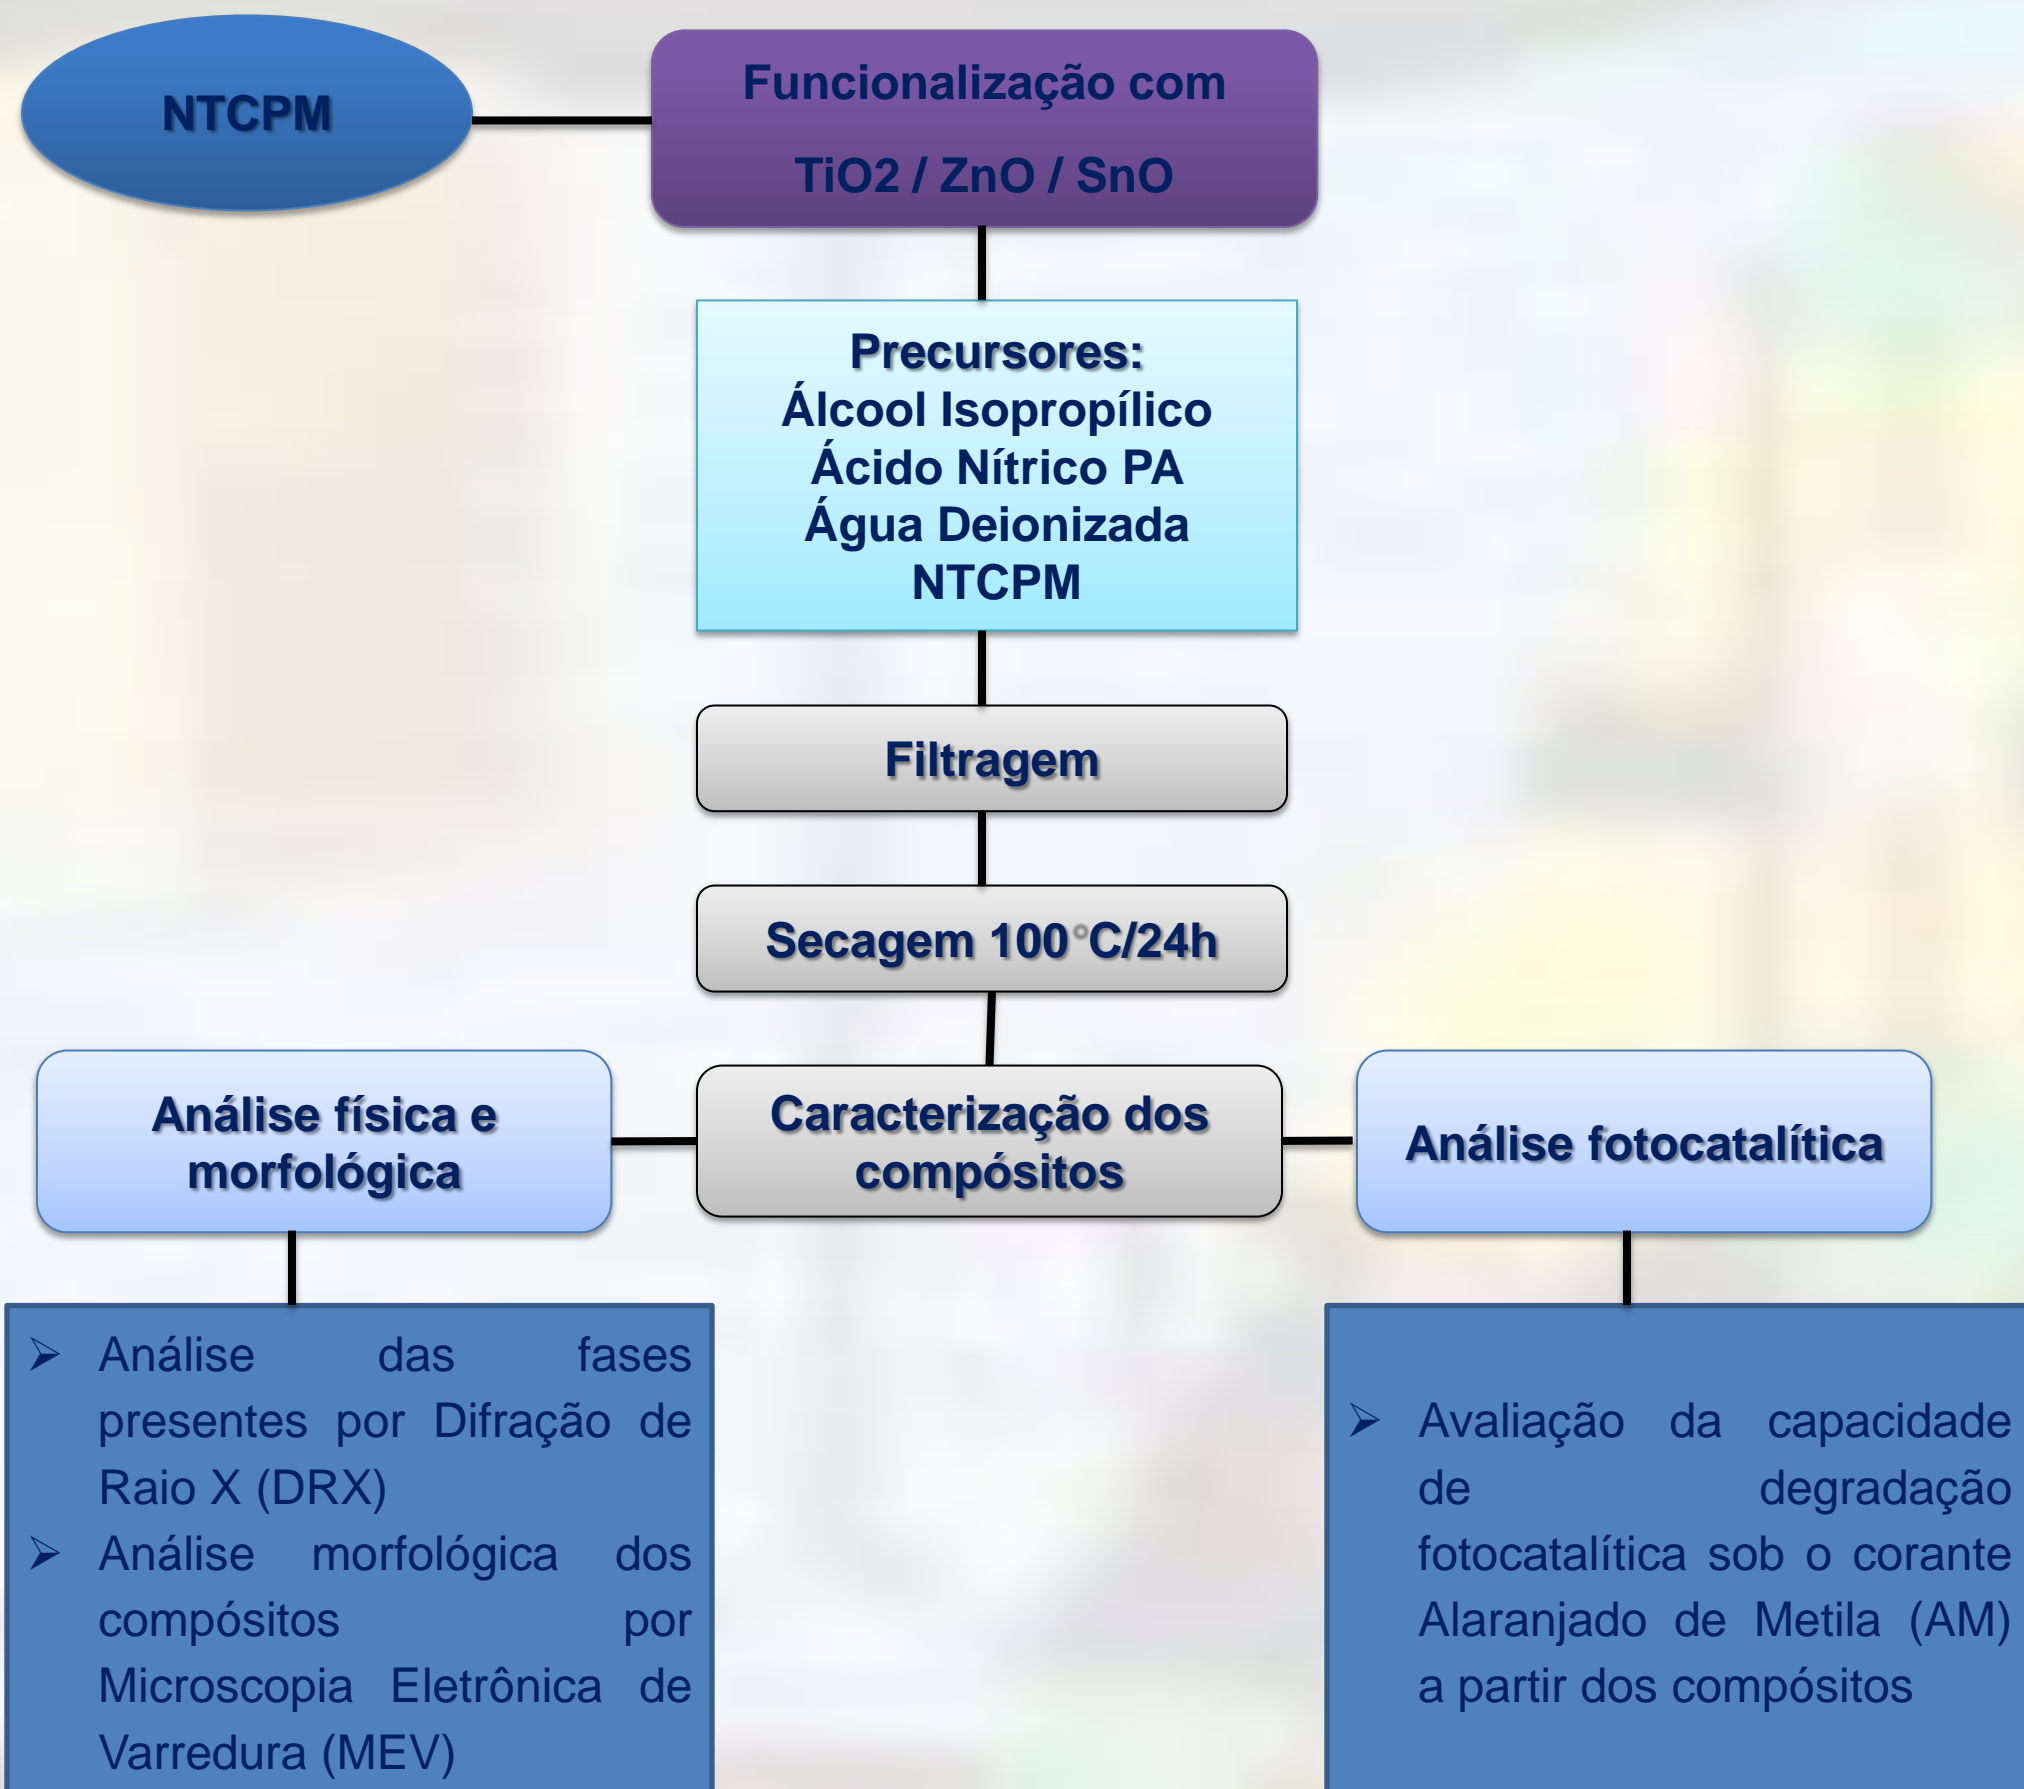 NTCPM
Funcionalização com
TiO2 / ZnO / SnO
Precursores:
Álcool Isopropílico
Ácido Nítrico PA
Água Deionizada
NTCPM
Filtragem
Secagem 100°C/24h
Análise física e
morfológica
Caracterização dos
compósitos
Análise fotocatalítica
➢ Análise das fases
presentes por Difração de
Raio X (DRX)
➢ Análise morfológica dos
compósitos por
Microscopia Eletrônica de
Varredura (MEV)
➢ Avaliação da capacidade
de degradação
fotocatalítica sob o corante
Alaranjado de Metila (AM)
a partir dos compósitos